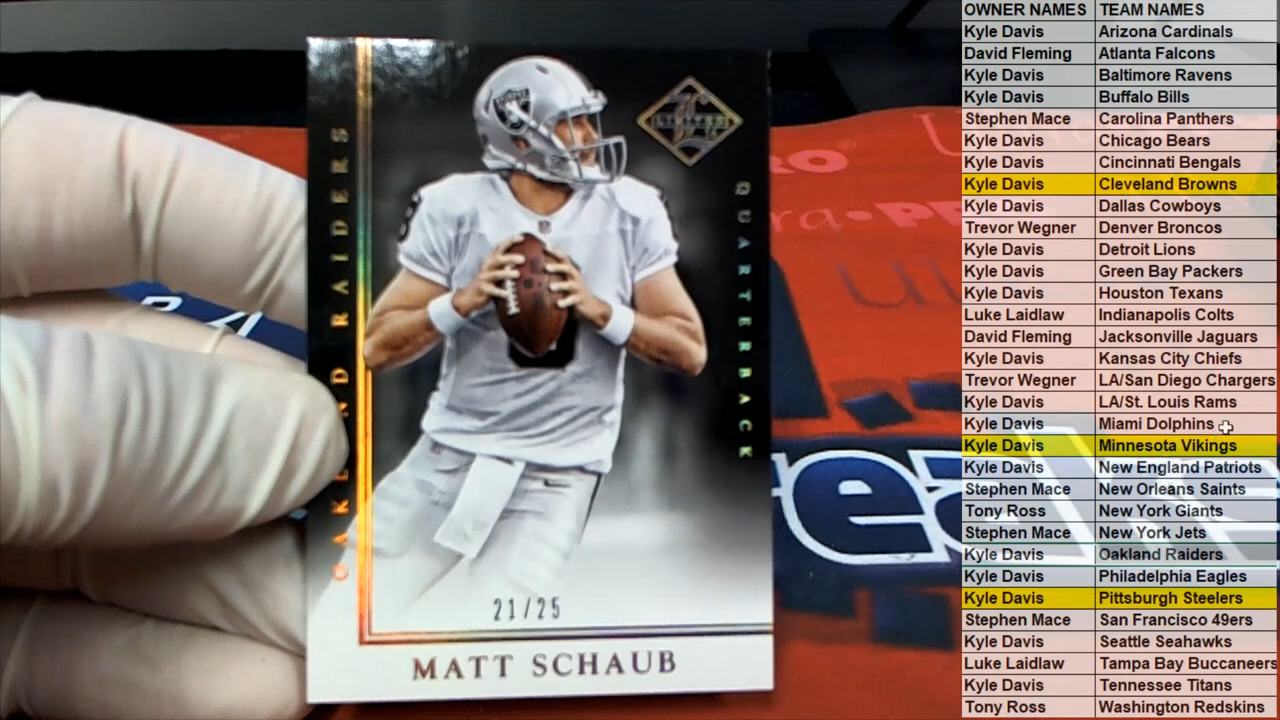 OAKLAND RAIDERS
LIMITED
QUARTERBACK
21/25
MATT SCHAUB
OWNER NAMES TEAM NAMES
Kyle Davis Arizona Cardinals
David Fleming Atlanta Falcons
Kyle Davis Baltimore Ravens
Kyle Davis Buffalo Bills
Stephen Mace Carolina Panthers
Kyle Davis Chicago Bears
Kyle Davis Cincinnati Bengals
Kyle Davis Cleveland Browns
Kyle Davis Dallas Cowboys
Trevor Wegner Denver Broncos
Kyle Davis Detroit Lions
Kyle Davis Green Bay Packers
Kyle Davis Houston Texans
Luke Laidlaw Indianapolis Colts
David Fleming Jacksonville Jaguars
Kyle Davis Kansas City Chiefs
Trevor Wegner LA/San Diego Chargers
Kyle Davis LA/St. Louis Rams
Kyle Davis Miami Dolphins
Kyle Davis Minnesota Vikings
Kyle Davis New England Patriots
Stephen Mace New Orleans Saints
Tony Ross New York Giants
Stephen Mace New York Jets
Kyle Davis Oakland Raiders
Kyle Davis Philadelphia Eagles
Kyle Davis Pittsburgh Steelers
Stephen Mace San Francisco 49ers
Kyle Davis Seattle Seahawks
Luke Laidlaw Tampa Bay Buccaneers
Kyle Davis Tennessee Titans
Tony Ross Washington Redskins